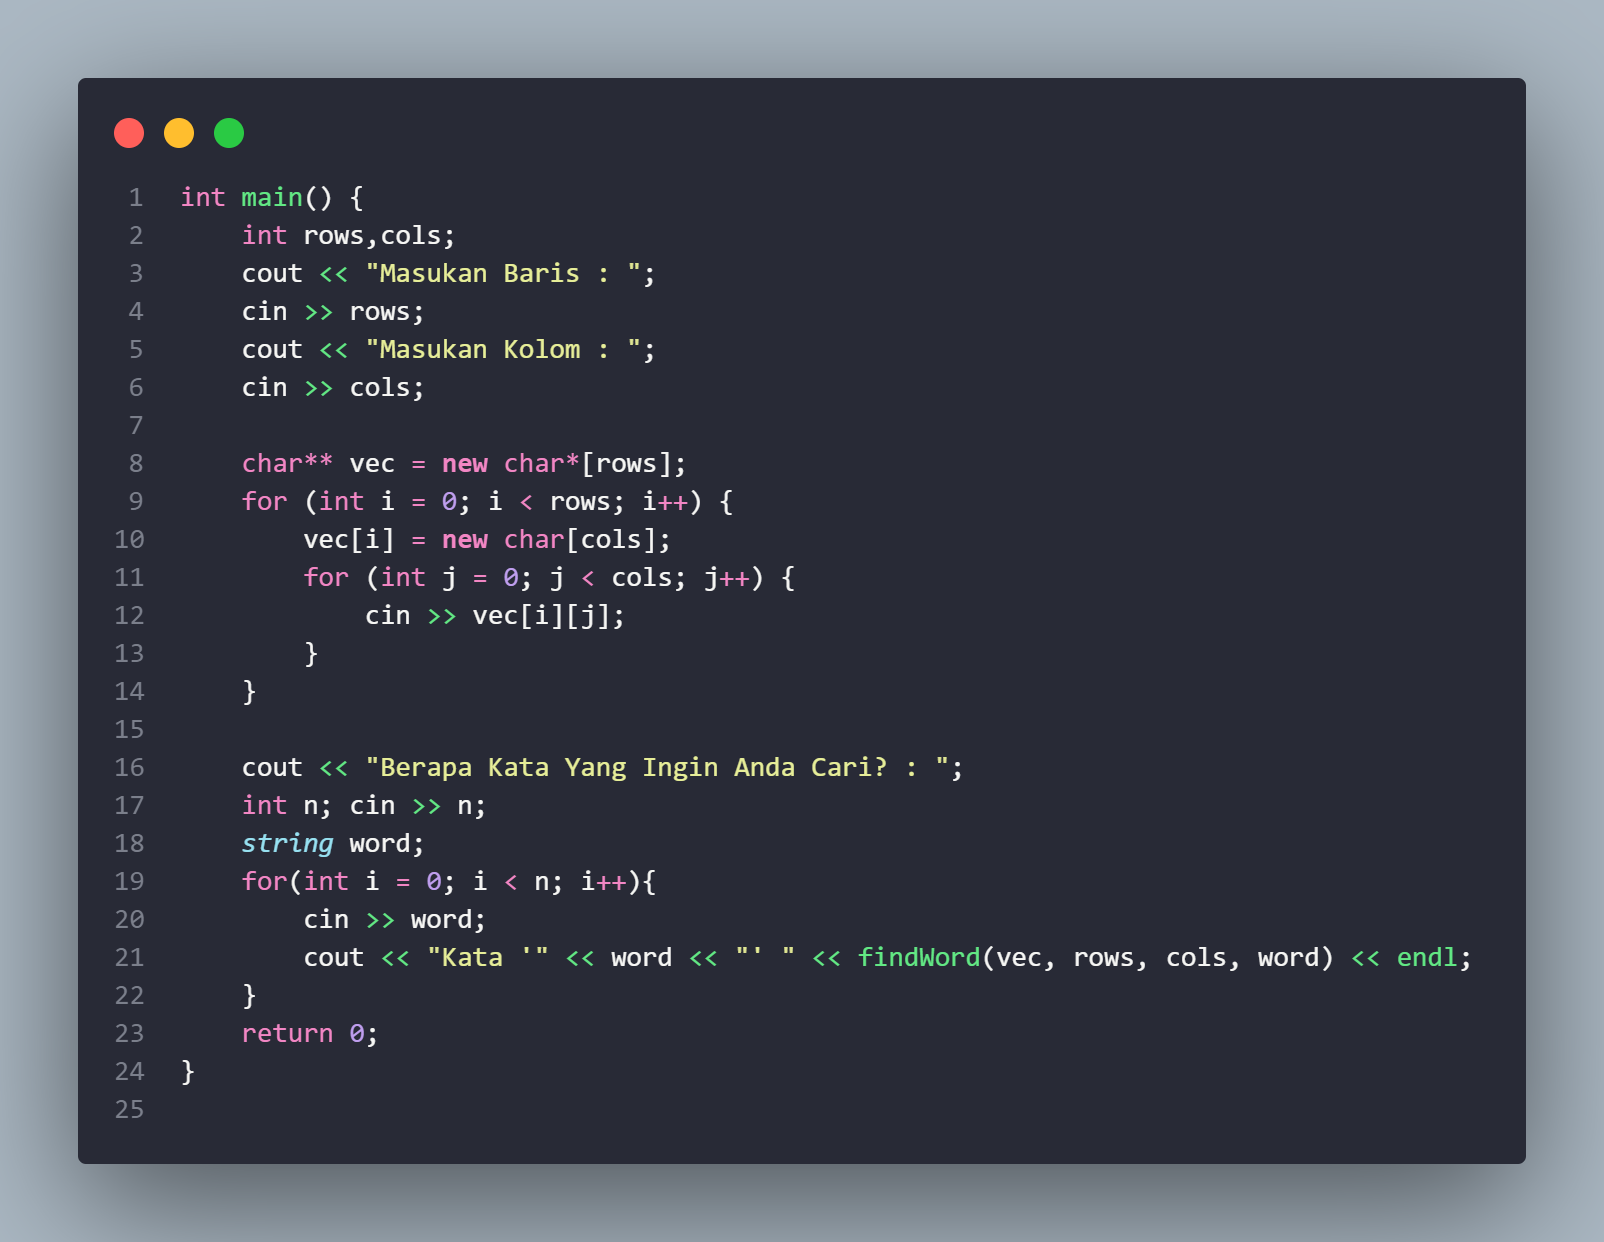 1 int main() {
2     int rows,cols;
3     cout << "Masukan Baris : ";
4     cin >> rows;
5     cout << "Masukan Kolom : ";
6     cin >> cols;
7
8     char** vec = new char*[rows];
9     for (int i = 0; i < rows; i++) {
10         vec[i] = new char[cols];
11         for (int j = 0; j < cols; j++) {
12             cin >> vec[i][j];
13         }
14     }
15
16     cout << "Berapa Kata Yang Ingin Anda Cari? : ";
17     int n; cin >> n;
18     string word;
19     for(int i = 0; i < n; i++){
20         cin >> word;
21         cout << "Kata '" << word << "' " << findWord(vec, rows, cols, word) << endl;
22     }
23     return 0;
24 }
25